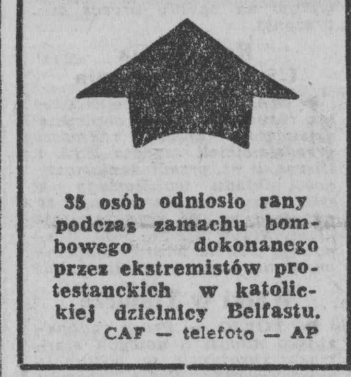 35 osób odniosło rany
podczas zamachu bom-
bowego dokonanego
przez ekstremistów pro-
testanckich w katolic-
kiej dzielnicy Belfastu.
CAF — telefoto — AP